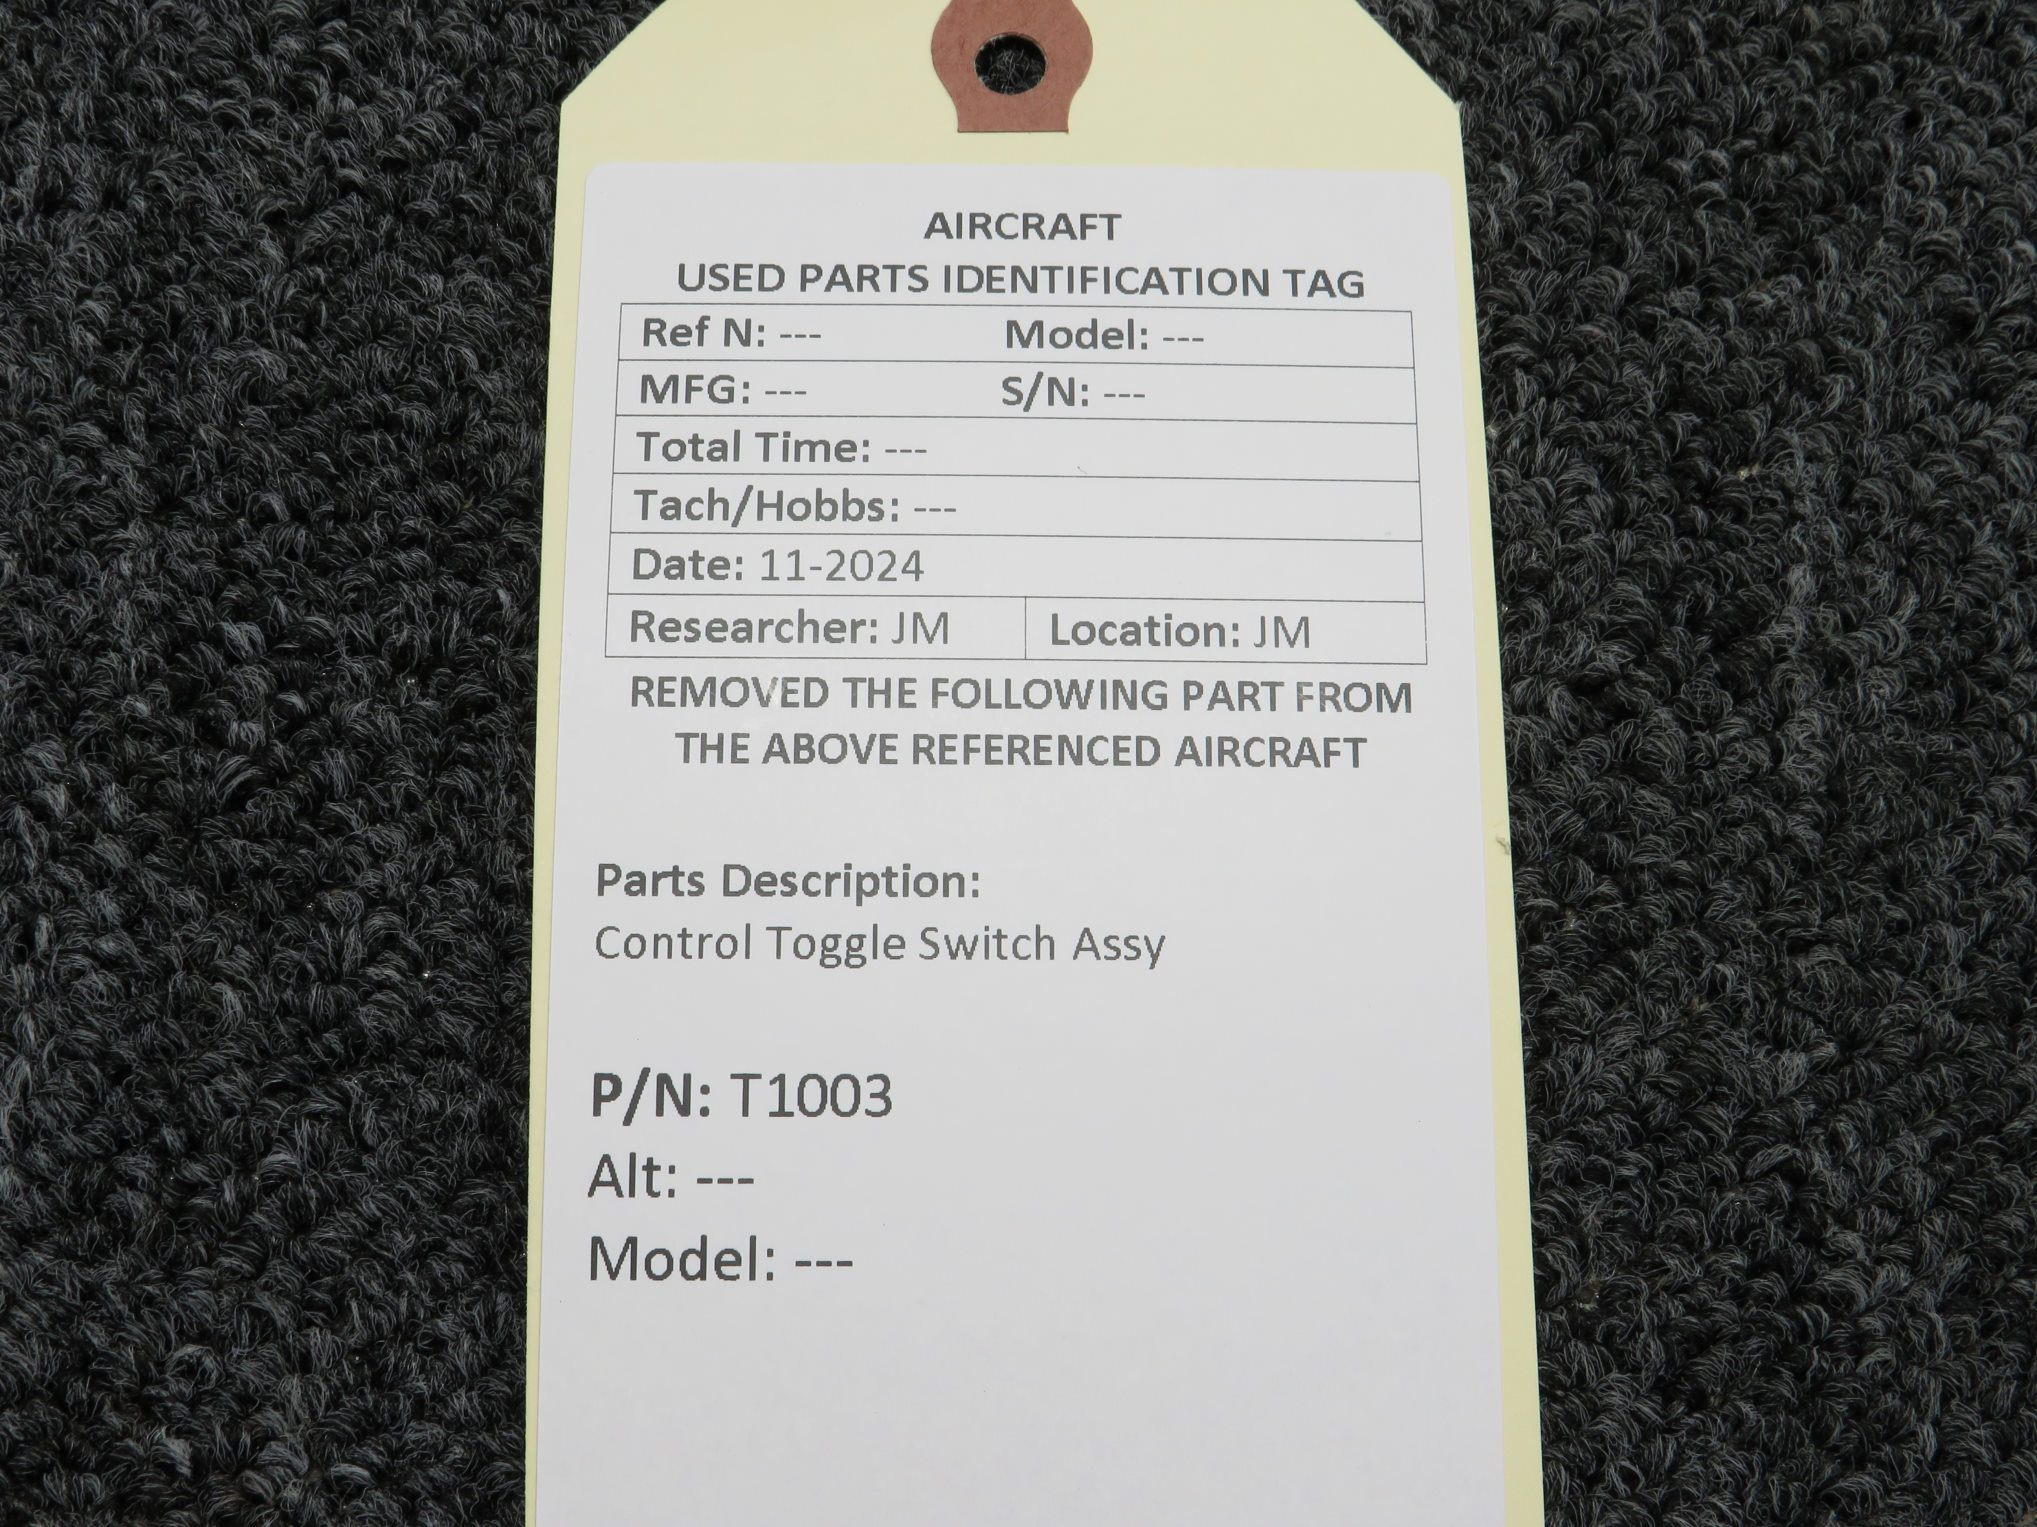 AIRCRAFT
USED PARTS IDENTIFICATION TAG
Ref N: --- Model: ---
MFG: --- S/N: ---
Total Time: ---
Tach/Hobbs: ---
Date: 11-2024
Researcher: JM Location: JM
REMOVED THE FOLLOWING PART FROM
THE ABOVE REFERENCED AIRCRAFT
Parts Description:
Control Toggle Switch Assy
P/N: T1003
Alt: ---
Model: ---